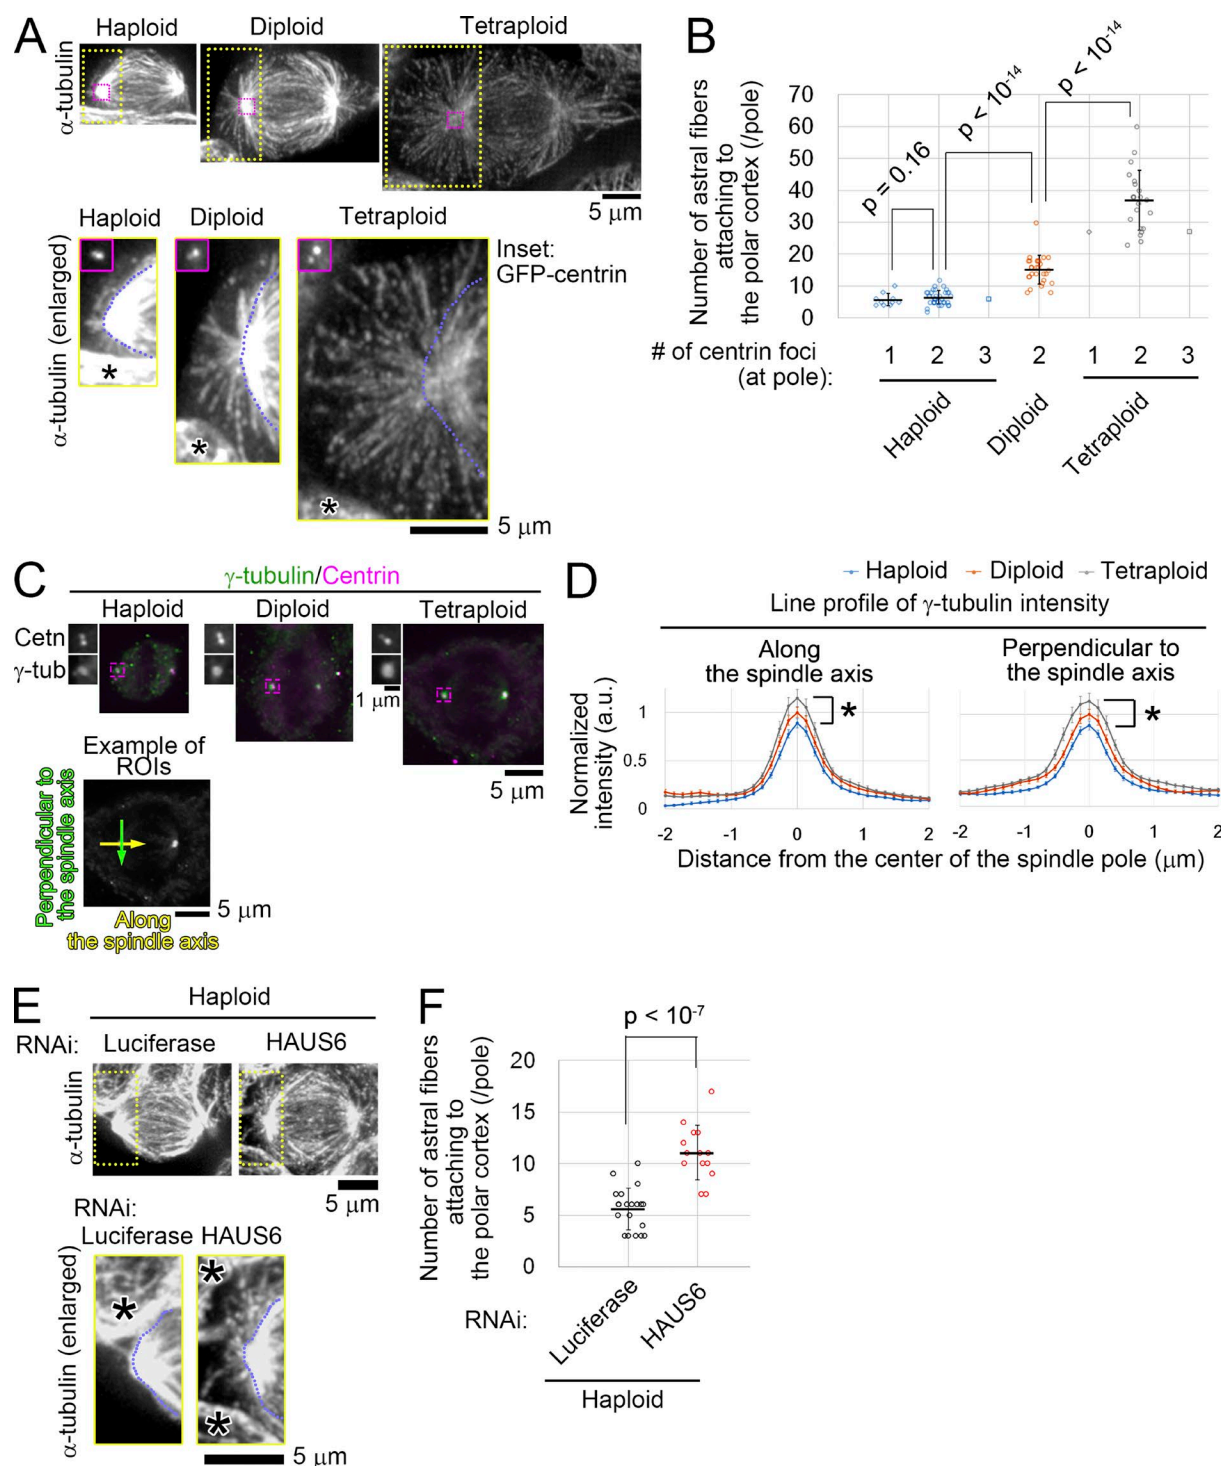 A
Haploid
Diploid
Tetraploid
α-tubulin
5 μm
Haploid
Diploid
Tetraploid
α-tubulin (enlarged)
Inset:
GFP-centrin
*
*
*
5 μm
B
Number of astral fibers
attaching to
the polar cortex (/pole)
p = 0.16
p < 10-14
p < 10-14
70
60
50
40
30
20
10
0
# of centrin foci
(at pole):
1 2 3 2 1 2 3
Haploid
Diploid
Tetraploid
C
γ-tubulin/Centrin
Haploid
Diploid
Tetraploid
Cetn
γ-tub
1 μm
5 μm
Example of
ROIs
Perpendicular to
the spindle axis
5 μm
Along
the spindle axis
D
Haploid Diploid Tetraploid
Line profile of γ-tubulin intensity
Along
the spindle axis
Perpendicular to
the spindle axis
Normalized
intensity (a.u.)
1
0.5
0
*
*
-2 -1 0 1 2
-2 -1 0 1 2
Distance from the center of the spindle pole (μm)
E
Haploid
RNAi:
Luciferase
HAUS6
α-tubulin
5 μm
RNAi:
Luciferase HAUS6
α-tubulin (enlarged)
*
*
*
5 μm
F
p < 10-7
Number of astral fibers
attaching to
the polar cortex (/pole)
20
15
10
5
0
RNAi:
Luciferase
HAUS6
Haploid